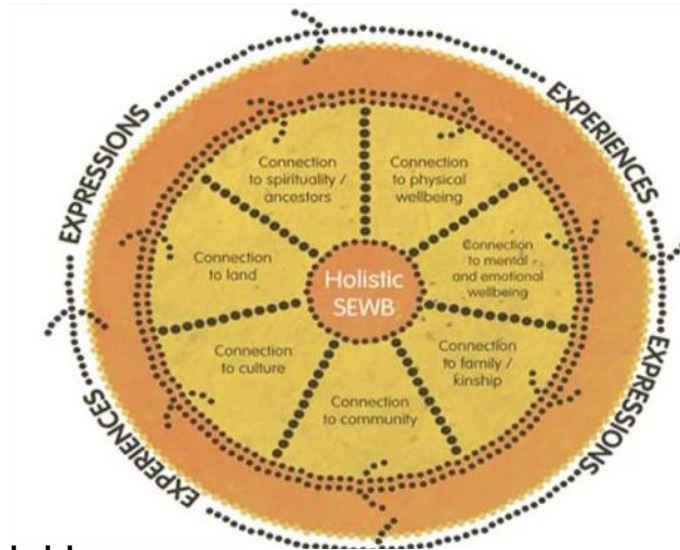 EXPRESSIONS
EXPERIENCES
Connection
to spirituality /
ancestors
Connection
to physical
wellbeing
Connection
to land
Connection
to mental
and emotional
wellbeing
Holistic
SEWB
Connection
to culture
Connection
to family /
kinship
Connection
to community
EXPERIENCES
EXPRESSIONS